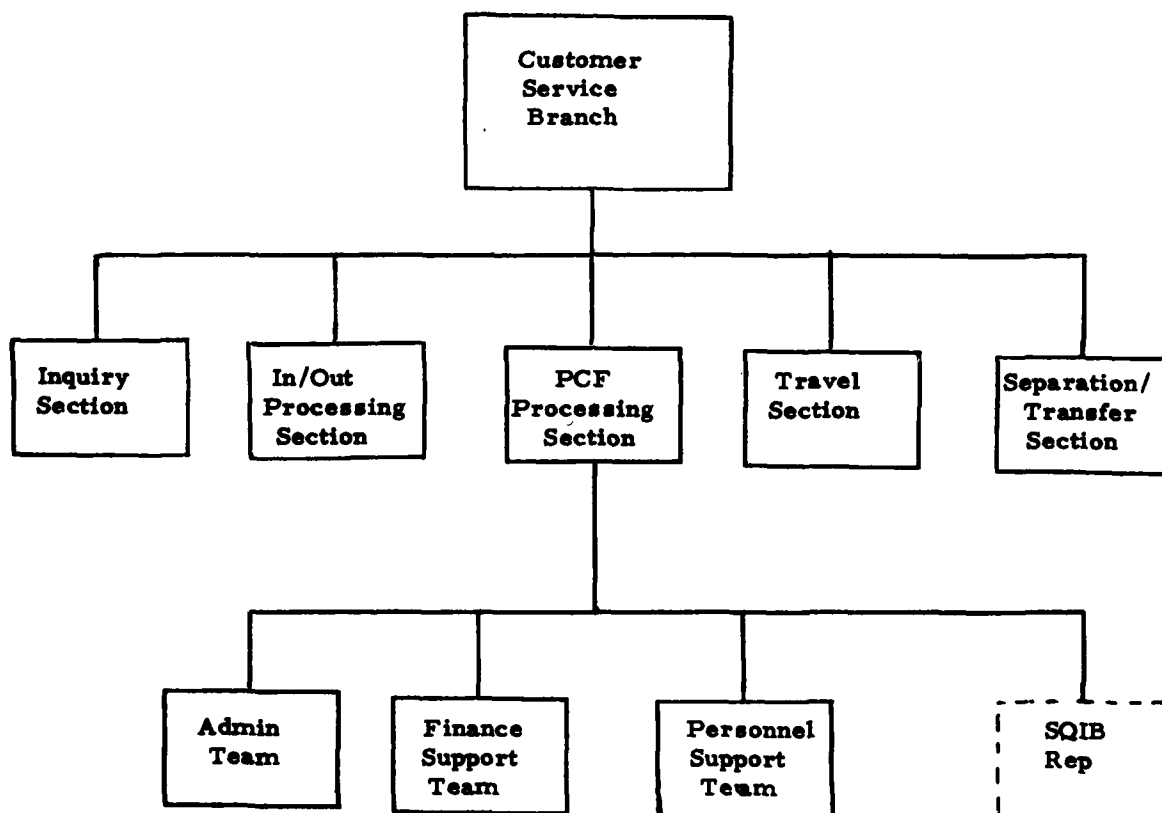 Customer
Service
Branch
Inquiry
Section
In/Out
Processing
Section
PCF
Processing
Section
Travel
Section
Separation/
Transfer
Section
Admin
Team
Finance
Support
Team
Personnel
Support
Team
SQIB
Rep